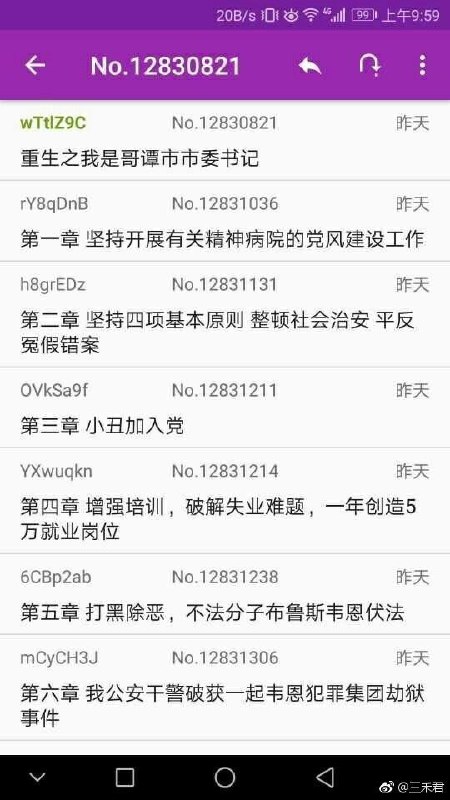 20B/s 4G 99 上午9:59
No.12830821
wTtlZ9C No.12830821 昨天
重生之我是哥谭市市委书记
rY8qDnB No.12831036 昨天
第一章 坚持开展有关精神病院的党风建设工作
h8grEDz No.12831131 昨天
第二章 坚持四项基本原则 整顿社会治安 平反
冤假错案
OVkSa9f No.12831211 昨天
第三章 小丑加入党
YXwuqkn No.12831214 昨天
第四章 增强培训，破解失业难题，一年创造5
万就业岗位
6CBp2ab No.12831238 昨天
第五章 打黑除恶，不法分子布鲁斯韦恩伏法
mCyCH3J No.12831306 昨天
第六章 我公安干警破获一起韦恩犯罪集团劫狱
事件
@三禾君